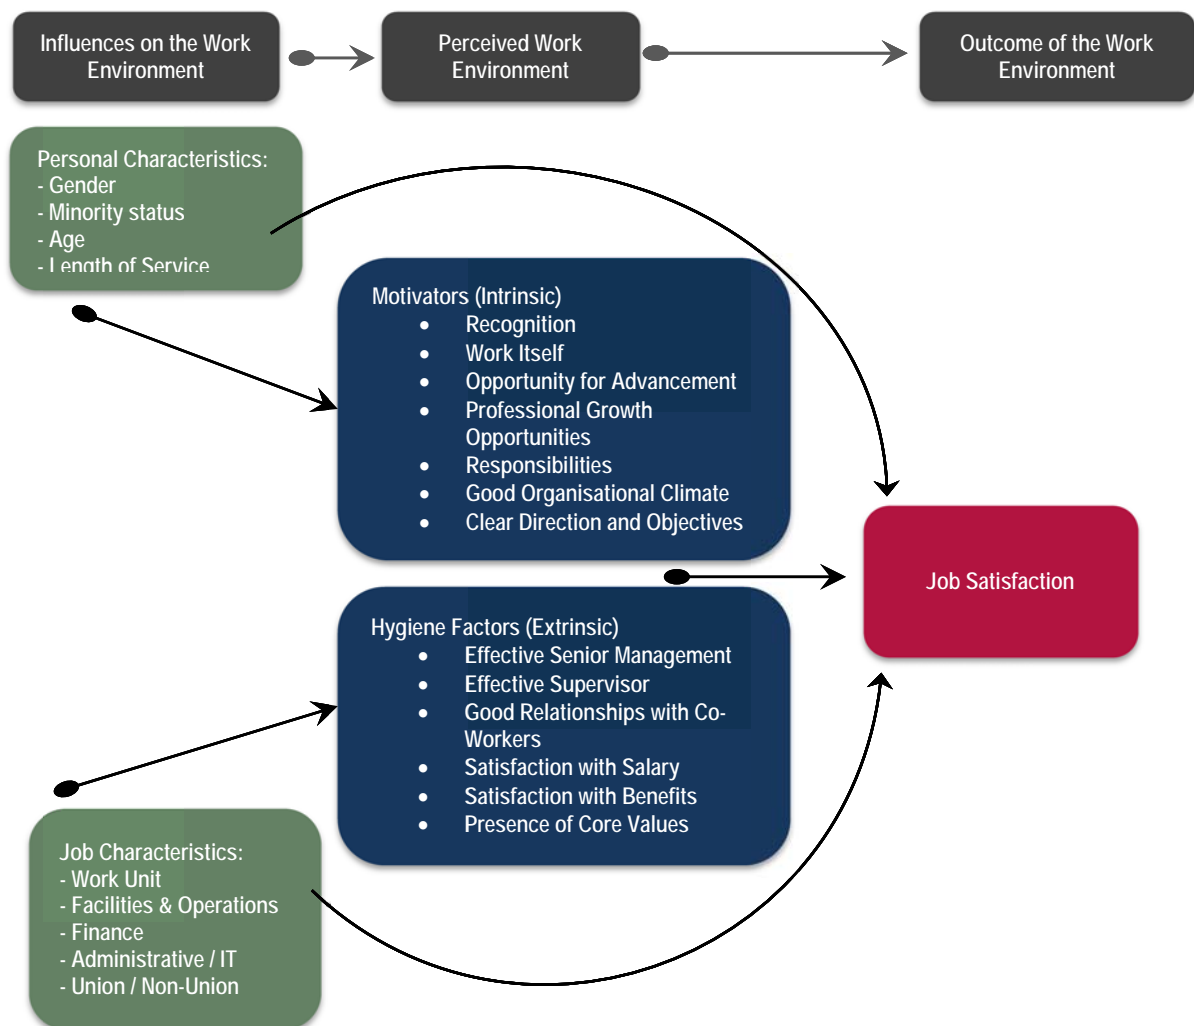 Influences on the Work
Environment
Perceived Work
Environment
Outcome of the Work
Environment
Personal Characteristics:
- Gender
- Minority status
- Age
- Length of Service
Motivators (Intrinsic)
• Recognition
• Work Itself
• Opportunity for Advancement
• Professional Growth
Opportunities
• Responsibilities
• Good Organisational Climate
• Clear Direction and Objectives
Job Satisfaction
Hygiene Factors (Extrinsic)
• Effective Senior Management
• Effective Supervisor
• Good Relationships with Co-
Workers
• Satisfaction with Salary
• Satisfaction with Benefits
• Presence of Core Values
Job Characteristics:
- Work Unit
- Facilities & Operations
- Finance
- Administrative / IT
- Union / Non-Union